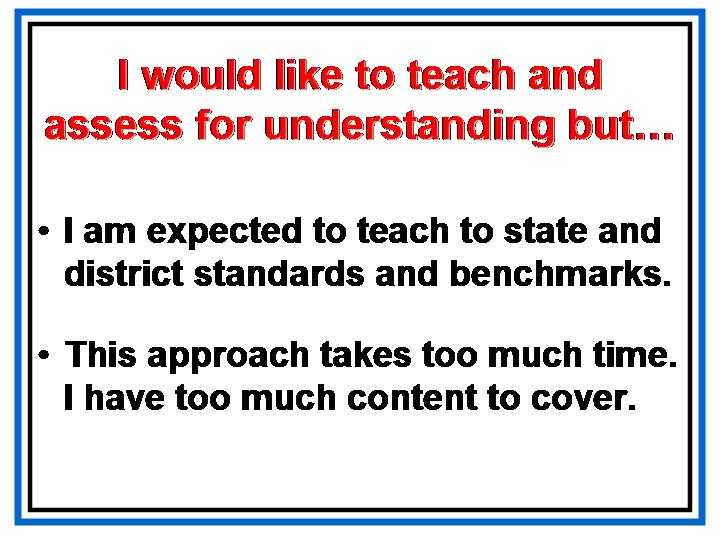 I would like to teach and
assess for understanding but…
• I am expected to teach to state and
district standards and benchmarks.
• This approach takes too much time.
I have too much content to cover.